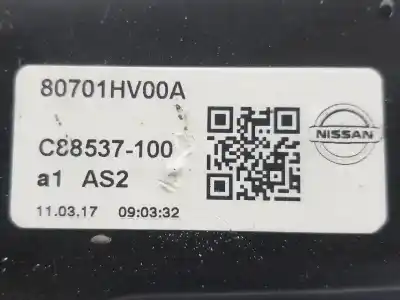 80701HV00A
C88537-100
a1 AS2
11.03.17 09:03:32
NISSAN